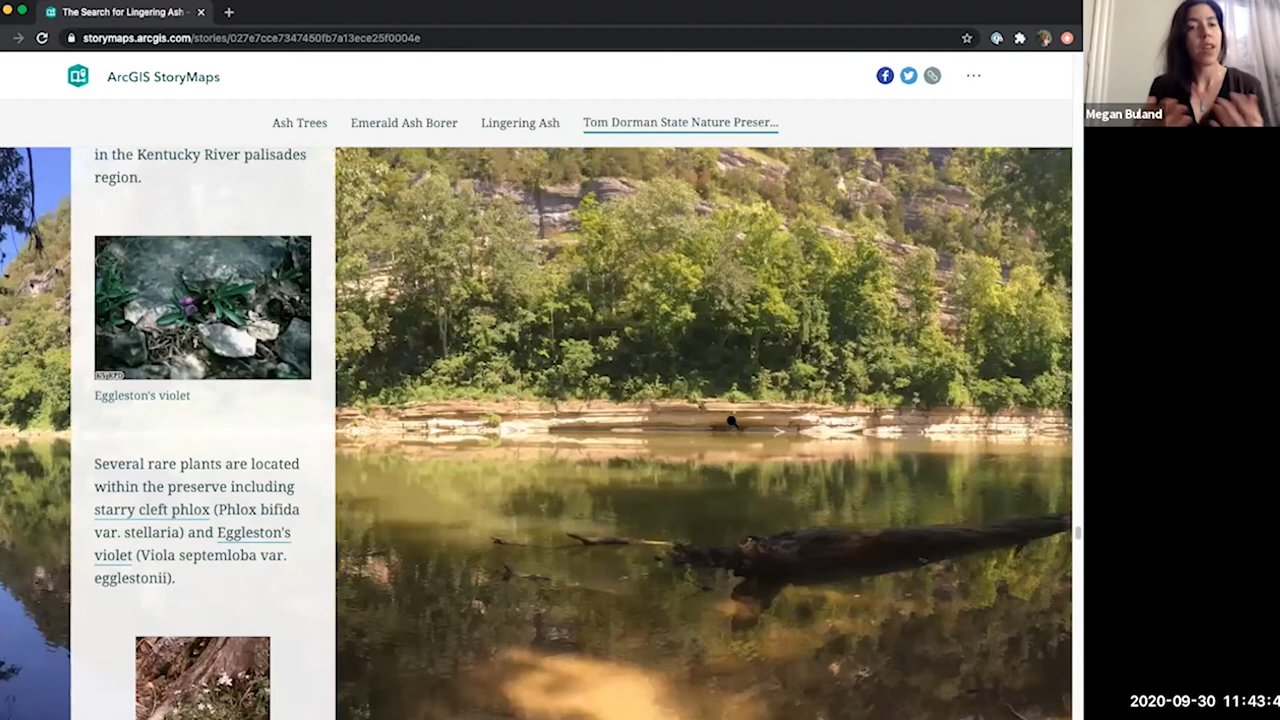 The Search for Lingering Ash -
storymaps.arcgis.com/stories/027e7cce7347450fb7a13ece25f0004e
ArcGIS StoryMaps
Ash Trees
Emerald Ash Borer
Lingering Ash
Tom Dorman State Nature Preser...
Megan Buland
in the Kentucky River palisades
region.
Eggleston's violet
Several rare plants are located
within the preserve including
starry cleft phlox (Phlox bifida
var. stellaria) and Eggleston's
violet (Viola septemloba var.
egglestonii).
2020-09-30 11:43:4